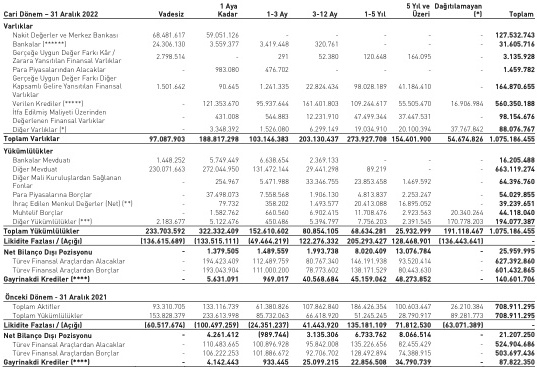 Cari Dönem – 31 Aralık 2022 Vadesiz 1 Aya Kadar 1-3 Ay 3-12 Ay 1-5 Yıl 5 Yıl ve Üzeri Dağıtılamayan (*) Toplam
Varlıklar
Nakit Değerler ve Merkez Bankası 68.481.617 59.051.126 - - - - - 127.532.743
Bankalar (******) 24.306.130 3.559.377 3.419.448 320.761 - - - 31.605.716
Gerçeğe Uygun Değer Farkı Kâr /
Zarara Yansıtılan Finansal Varlıklar 2.798.514 - 291 52.380 120.648 164.095 - 3.135.928
Para Piyasalarından Alacaklar - 983.080 476.702 - - - - 1.459.782
Gerçeğe Uygun Değer Farkı Diğer
Kapsamlı Gelire Yansıtılan Finansal
Varlıklar 1.501.642 90.645 1.241.335 22.824.434 98.028.189 41.184.410 - 164.870.655
Verilen Krediler (*****) - 121.353.670 95.937.644 161.401.803 109.244.617 55.505.470 16.906.984 560.350.188
İtfa Edilmiş Maliyeti Üzerinden
Değerlenen Finansal Varlıklar - 431.008 544.883 12.231.910 47.499.344 37.447.531 - 98.154.676
Diğer Varlıklar (*) - 3.348.392 1.526.080 6.299.149 19.034.910 20.100.394 37.767.842 88.076.767
Toplam Varlıklar 97.087.903 188.817.298 103.146.383 203.130.437 273.927.708 154.401.900 54.674.826 1.075.186.455
Yükümlülükler
Bankalar Mevduatı 1.448.252 5.749.449 6.638.654 2.369.133 - - - 16.205.488
Diğer Mevduat 230.071.663 272.044.950 131.472.144 29.441.298 89.219 - - 663.119.274
Diğer Mali Kuruluşlardan Sağlanan
Fonlar - 254.967 5.471.988 33.346.755 23.853.458 1.469.592 - 64.396.760
Para Piyasalarına Borçlar - 37.498.073 7.558.568 1.906.130 4.813.837 2.253.247 - 54.029.855
İhraç Edilen Menkul Değerler (Net) (**) - 79.732 358.202 1.493.577 20.413.088 16.895.052 - 39.239.651
Muhtelif Borçlar - 1.582.762 660.560 6.902.415 11.708.476 2.923.563 20.340.264 44.118.040
Diğer Yükümlülükler (***) 2.183.677 5.122.476 450.486 5.394.797 7.756.203 2.391.545 170.778.203 194.077.387
Toplam Yükümlülükler 233.703.592 322.332.409 152.610.602 80.854.105 68.634.281 25.932.999 191.118.467 1.075.186.455
Likidite Fazlası / (Açığı) (136.615.689) (133.515.111) (49.464.219) 122.276.332 205.293.427 128.468.901 (136.443.641) -
Net Bilanço Dışı Pozisyonu - 1.379.505 1.489.559 1.993.738 8.020.409 13.076.784 - 25.959.995
Türev Finansal Araçlardan Alacaklar - 194.423.409 112.489.759 80.767.340 146.191.938 93.520.414 - 627.392.860
Türev Finansal Araçlardan Borçlar - 193.043.904 111.000.200 78.773.602 138.171.529 80.443.630 - 601.432.865
Gayrinakdi Krediler (****) - 5.631.091 969.017 40.568.684 45.159.062 48.273.852 - 140.601.706
Önceki Dönem - 31 Aralık 2021
Toplam Aktifler 93.310.705 133.116.739 61.380.826 107.862.840 186.426.354 100.603.447 26.210.384 708.911.295
Toplam Yükümlülükler 153.828.379 233.613.998 85.732.063 66.418.920 51.245.245 28.790.917 89.281.773 708.911.295
Likidite Fazlası / (Açığı) (60.517.674) (100.497.259) (24.351.237) 41.443.920 135.181.109 71.812.530 (63.071.389) -
Net Bilanço Dışı Pozisyonu - 4.261.412 (989.744) 3.135.306 6.733.762 8.066.514 - 21.207.250
Türev Finansal Araçlardan Alacaklar - 110.483.665 100.896.928 95.842.008 135.226.656 82.455.429 - 524.904.686
Türev Finansal Araçlardan Borçlar - 106.222.253 101.886.672 92.706.702 128.492.894 74.388.915 - 503.697.436
Gayrinakdi Krediler (****) - 4.142.443 933.445 25.099.215 22.856.508 34.790.739 - 87.822.350